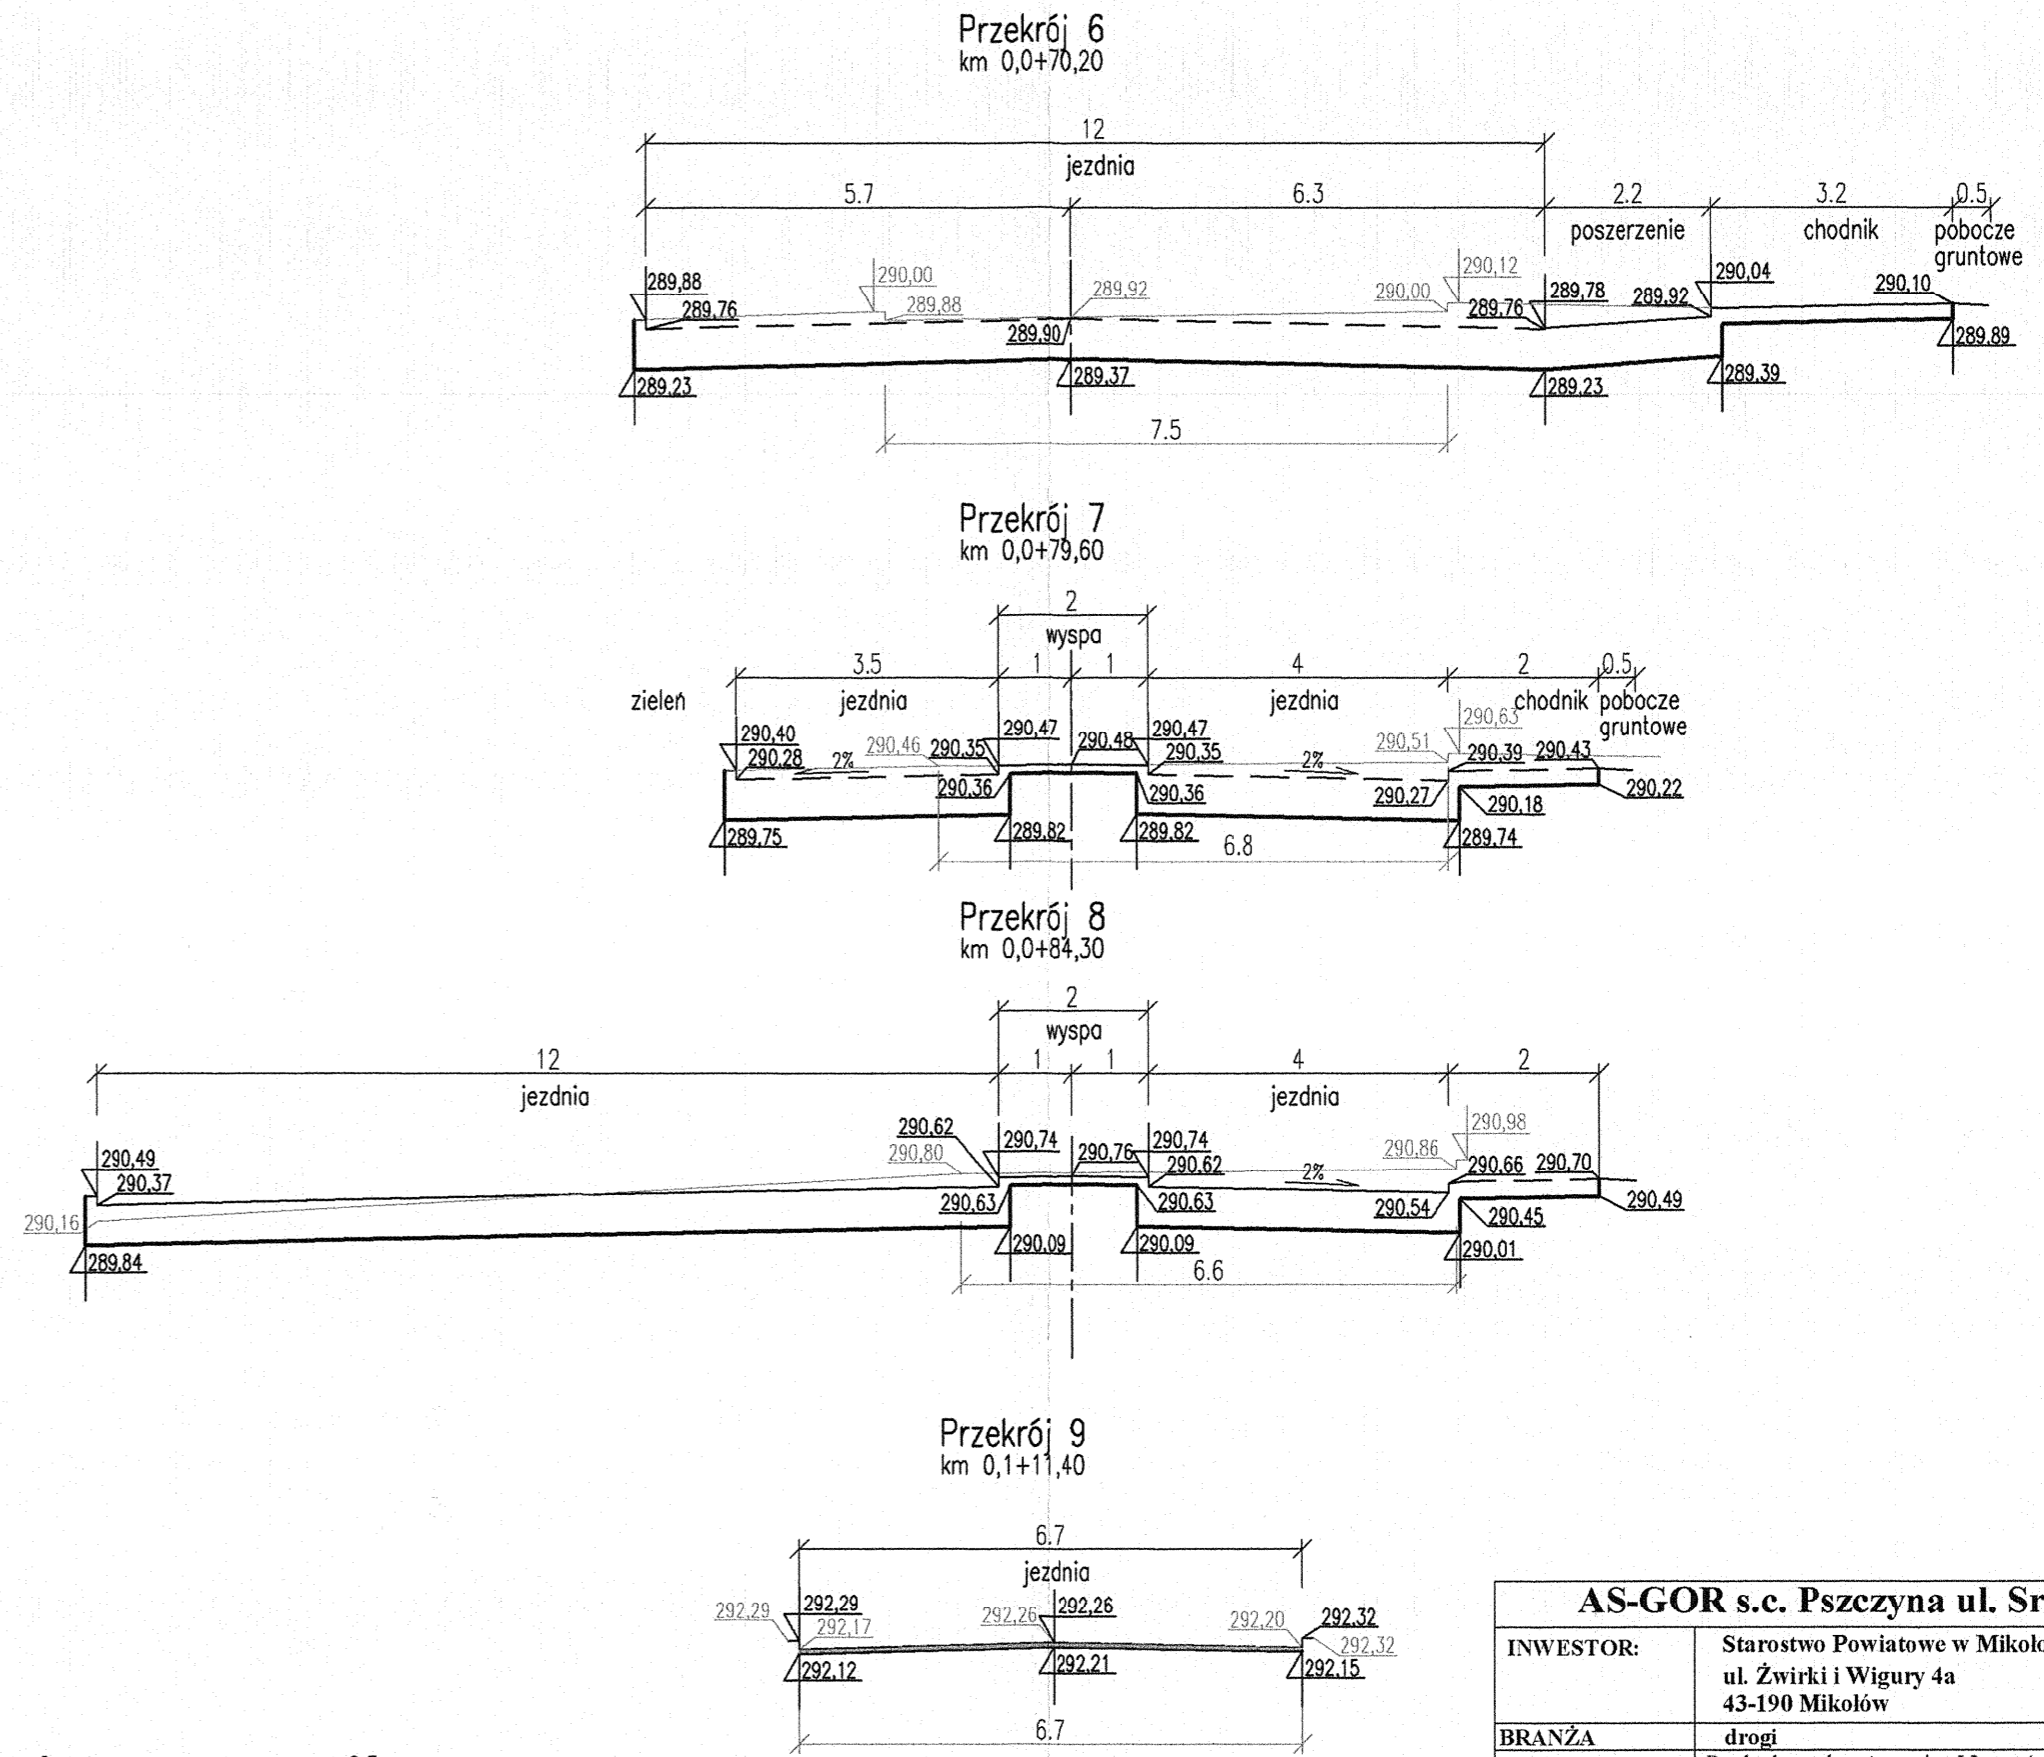 Przekrój 6
km 0,0+70,20
12
jezdnia
5.7 6.3 2.2 3.2 0.5
poszerzenie chodnik pobocze
gruntowe
289,88 290,00 289,92 290,12 289,78 290,04
289,76 289,88 289,90 290,00 289,76 289,92 290,10
289,23 289,37 289,23 289,39 289,89
7.5
Przekrój 7
km 0,0+79,60
2
wyspa
3.5 1 1 4 2 0.5
zieleń jezdnia jezdnia chodnik pobocze
gruntowe
290,40 290,46 290,47 290,48 290,47 290,51 290,63
290,28 2% 290,35 290,35 2% 290,39 290,43
290,36 290,36 290,27 290,18 290,22
289,75 289,82 289,82 289,74
6.8
Przekrój 8
km 0,0+84,30
2
wyspa
12 1 1 4 2
jezdnia jezdnia
290,62 290,74 290,76 290,74 290,86 290,98
290,49 290,80 290,62 2% 290,66 290,70
290,37
290,16 290,63 290,63 290,54 290,45 290,49
289,84 290,09 290,09 290,01
6.6
Przekrój 9
km 0,1+11,40
6.7
jezdnia
292,29 292,29 292,26 292,26 292,20 292,32
292,17 292,32
292,12 292,21 292,15
6.7
AS-GOR s.c. Pszczyna ul. Sr
INWESTOR: Starostwo Powiatowe w Mikoło
ul. Żwirki i Wigury 4a
43-190 Mikołów
BRANŻA drogi